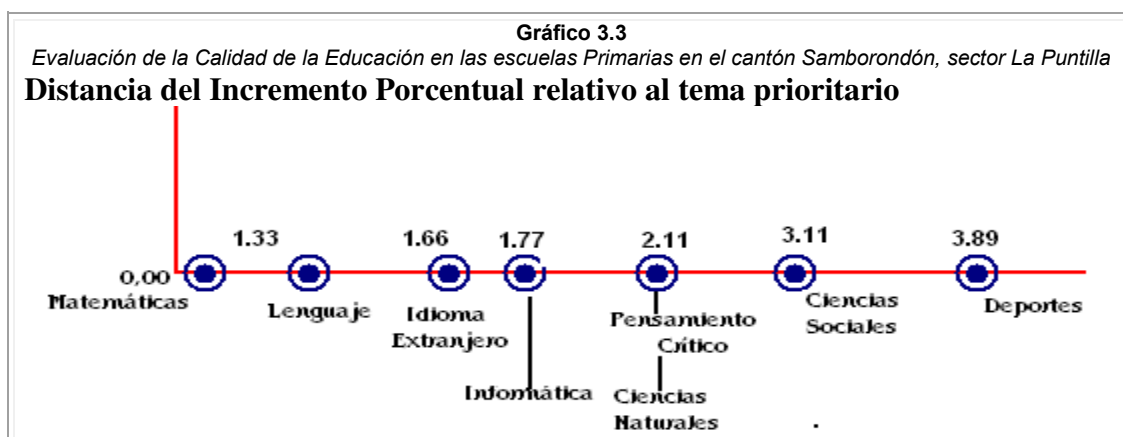 Gráfico 3.3
Evaluación de la Calidad de la Educación en las escuelas Primarias en el cantón Samborondón, sector La Puntilla
Distancia del Incremento Porcentual relativo al tema prioritario
1.33 1.66 1.77 2.11 3.11 3.89
0,00
Matemáticas
Lenguaje
Idioma
Extranjero
Informática
Pensamiento
Crítico
Ciencias
Naturales
Ciencias
Sociales
Deportes